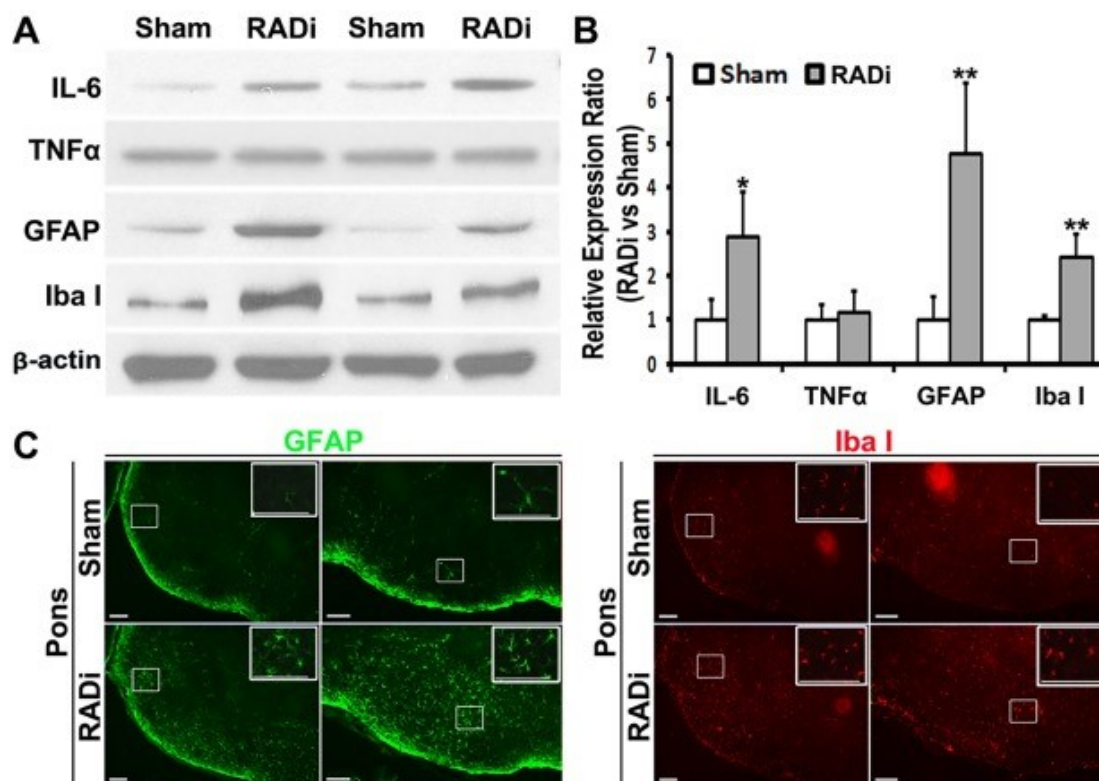 A
Sham RADi Sham RADi
IL-6
TNFα
GFAP
Iba I
β-actin
B
Relative Expression Ratio
(RADi vs Sham)
7
6
5
4
3
2
1
0
Sham RADi
*
**
**
IL-6 TNFα GFAP Iba I
C
GFAP
Iba I
Pons
Sham
RADi
Pons
Sham
RADi